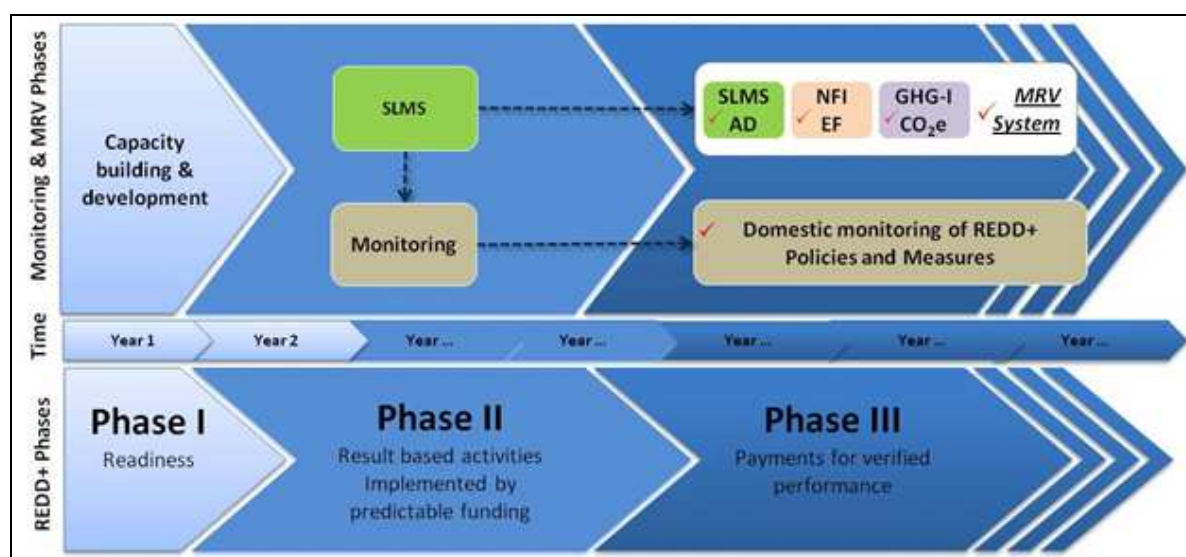 Monitoring & MRV Phases
Capacity
building &
development
SLMS
Monitoring
SLMS
✓ AD
NFI
✓ EF
GHG-I
✓ CO₂e
✓ MRV
System
✓ Domestic monitoring of REDD+
Policies and Measures
Time
Year 1
Year 2
Year ...
Year ...
Year ...
Year ...
Year ...
REDD+ Phases
Phase I
Readiness
Phase II
Result based activities
Implemented by
predictable funding
Phase III
Payments for verified
performance